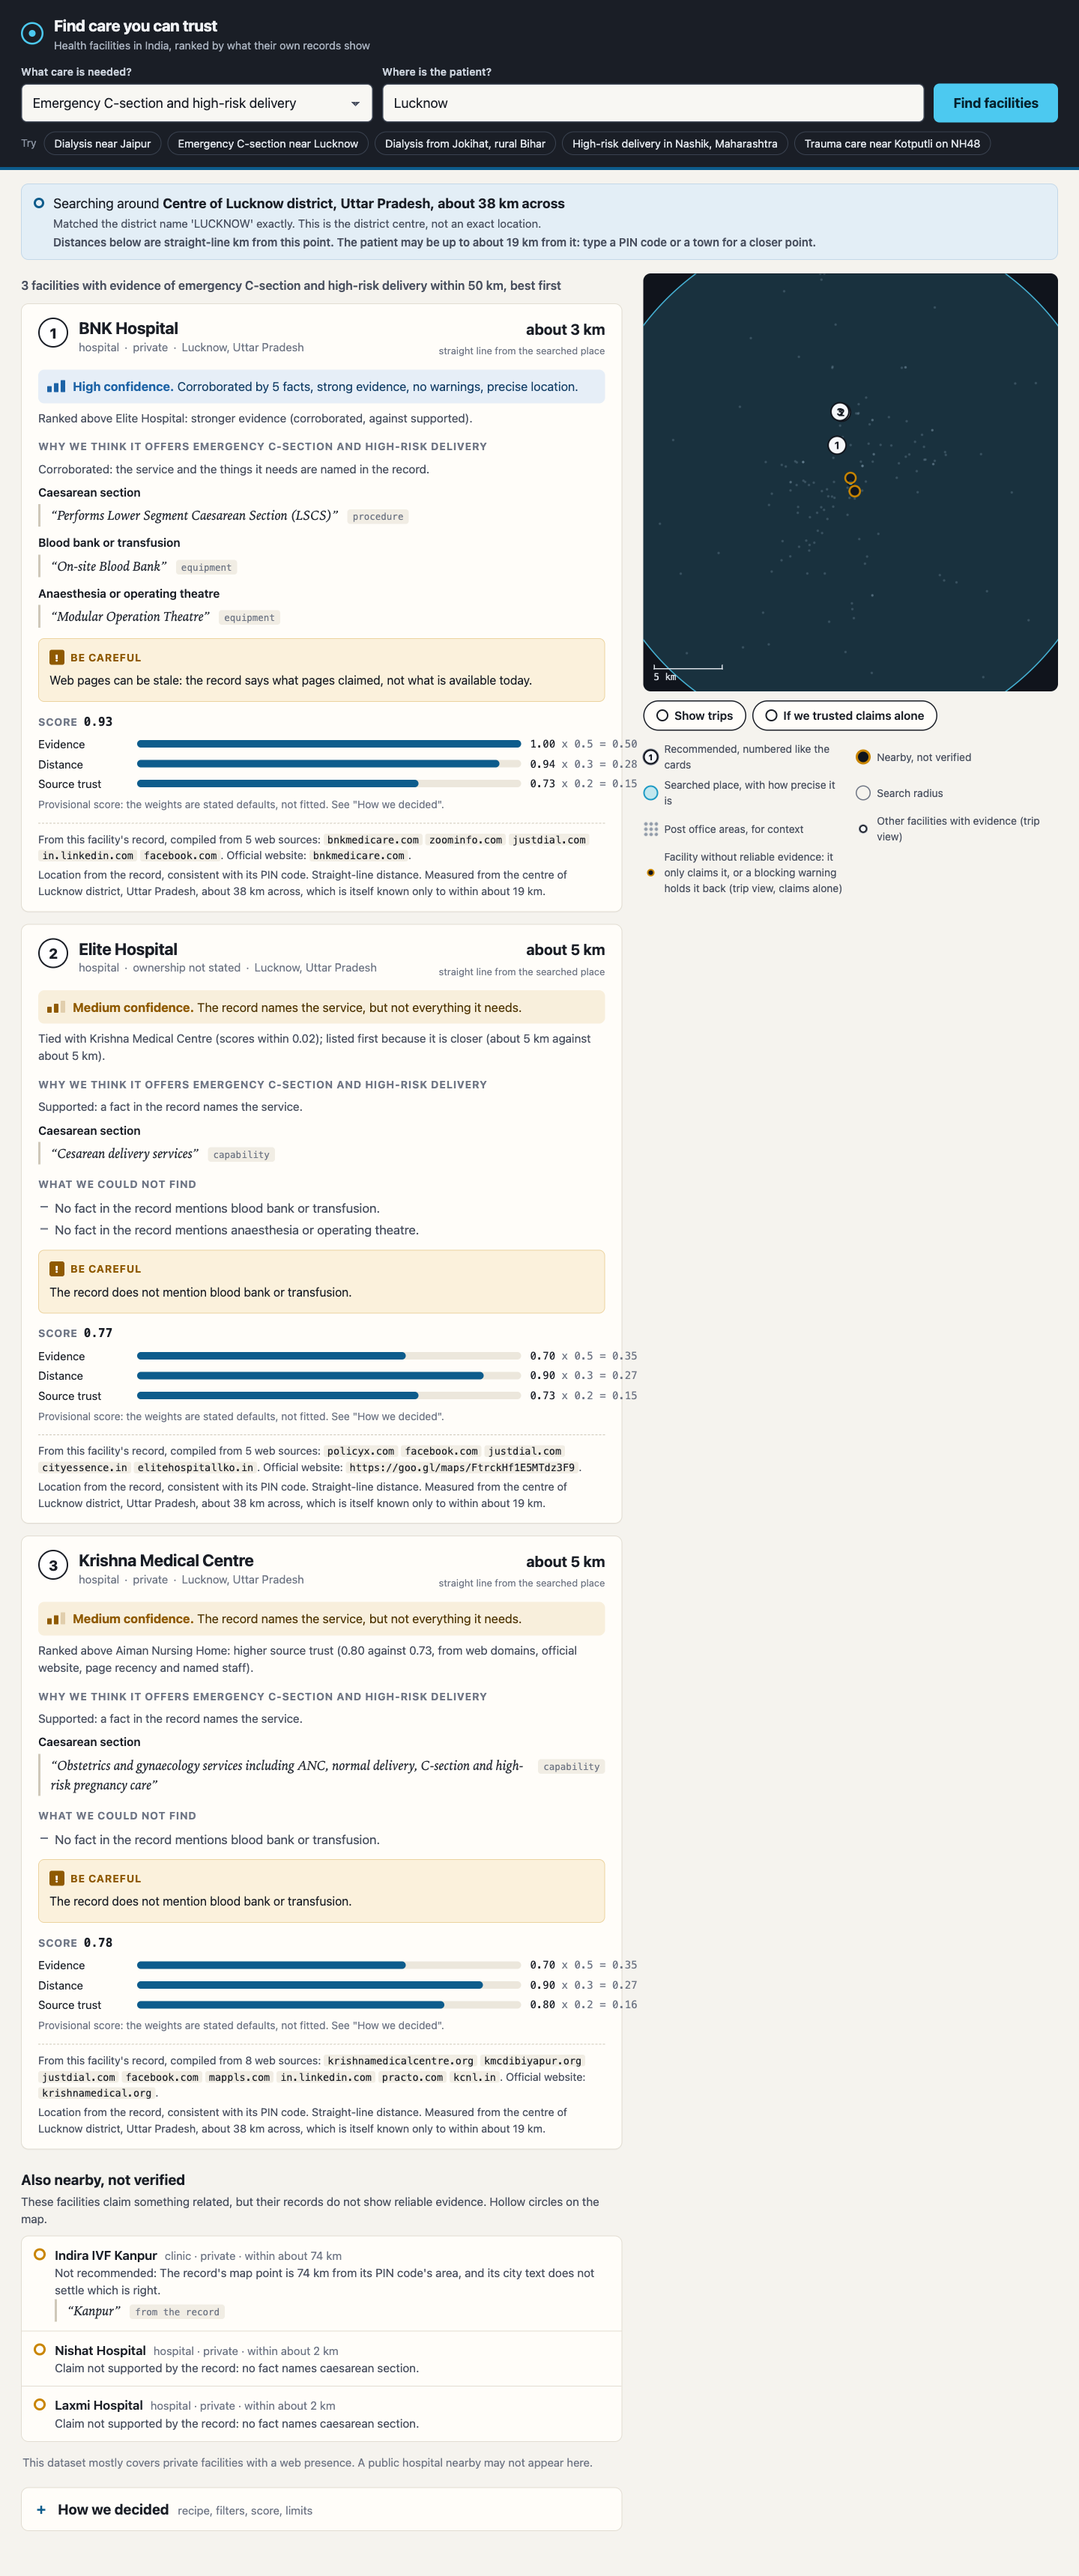 Find care you can trust
Health facilities in India, ranked by what their own records show
What care is needed?
Where is the patient?
Emergency C-section and high-risk delivery
Lucknow
Find facilities
Try
Dialysis near Jaipur
Emergency C-section near Lucknow
Dialysis from Jokihat, rural Bihar
High-risk delivery in Nashik, Maharashtra
Trauma care near Kotputli on NH48
Searching around Centre of Lucknow district, Uttar Pradesh, about 38 km across
Matched the district name 'LUCKNOW' exactly. This is the district centre, not an exact location.
Distances below are straight-line km from this point. The patient may be up to about 19 km from it: type a PIN code or a town for a closer point.
3 facilities with evidence of emergency C-section and high-risk delivery within 50 km, best first
1
BNK Hospital
about 3 km
hospital · private · Lucknow, Uttar Pradesh
straight line from the searched place
High confidence. Corroborated by 5 facts, strong evidence, no warnings, precise location.
Ranked above Elite Hospital: stronger evidence (corroborated, against supported).
WHY WE THINK IT OFFERS EMERGENCY C-SECTION AND HIGH-RISK DELIVERY
Corroborated: the service and the things it needs are named in the record.
Caesarean section
“Performs Lower Segment Caesarean Section (LSCS)” procedure
Blood bank or transfusion
“On-site Blood Bank” equipment
Anaesthesia or operating theatre
“Modular Operation Theatre” equipment
! BE CAREFUL
Web pages can be stale: the record says what pages claimed, not what is available today.
SCORE 0.93
Evidence 1.00 x 0.5 = 0.50
Distance 0.94 x 0.3 = 0.28
Source trust 0.73 x 0.2 = 0.15
Provisional score: the weights are stated defaults, not fitted. See "How we decided".
From this facility's record, compiled from 5 web sources: bnkmedicare.com zoominfo.com justdial.com
in.linkedin.com facebook.com. Official website: bnkmedicare.com.
Location from the record, consistent with its PIN code. Straight-line distance. Measured from the centre of
Lucknow district, Uttar Pradesh, about 38 km across, which is itself known only to within about 19 km.
2
Elite Hospital
about 5 km
hospital · ownership not stated · Lucknow, Uttar Pradesh
straight line from the searched place
Medium confidence. The record names the service, but not everything it needs.
Tied with Krishna Medical Centre (scores within 0.02); listed first because it is closer (about 5 km against
about 5 km).
WHY WE THINK IT OFFERS EMERGENCY C-SECTION AND HIGH-RISK DELIVERY
Supported: a fact in the record names the service.
Caesarean section
“Cesarean delivery services” capability
WHAT WE COULD NOT FIND
– No fact in the record mentions blood bank or transfusion.
– No fact in the record mentions anaesthesia or operating theatre.
! BE CAREFUL
The record does not mention blood bank or transfusion.
SCORE 0.77
Evidence 0.70 x 0.5 = 0.35
Distance 0.90 x 0.3 = 0.27
Source trust 0.73 x 0.2 = 0.15
Provisional score: the weights are stated defaults, not fitted. See "How we decided".
From this facility's record, compiled from 5 web sources: policyx.com facebook.com justdial.com
cityessence.in elitehospitallko.in. Official website: https://goo.gl/maps/FtrckHf1E5MTdz3F9.
Location from the record, consistent with its PIN code. Straight-line distance. Measured from the centre of
Lucknow district, Uttar Pradesh, about 38 km across, which is itself known only to within about 19 km.
3
Krishna Medical Centre
about 5 km
hospital · private · Lucknow, Uttar Pradesh
straight line from the searched place
Medium confidence. The record names the service, but not everything it needs.
Ranked above Aiman Nursing Home: higher source trust (0.80 against 0.73, from web domains, official
website, page recency and named staff).
WHY WE THINK IT OFFERS EMERGENCY C-SECTION AND HIGH-RISK DELIVERY
Supported: a fact in the record names the service.
Caesarean section
“Obstetrics and gynaecology services including ANC, normal delivery, C-section and high-
risk pregnancy care” capability
WHAT WE COULD NOT FIND
– No fact in the record mentions blood bank or transfusion.
! BE CAREFUL
The record does not mention blood bank or transfusion.
SCORE 0.78
Evidence 0.70 x 0.5 = 0.35
Distance 0.90 x 0.3 = 0.27
Source trust 0.80 x 0.2 = 0.16
Provisional score: the weights are stated defaults, not fitted. See "How we decided".
From this facility's record, compiled from 8 web sources: krishnamedicalcentre.org kmcdibiyapur.org
justdial.com facebook.com mappls.com in.linkedin.com practo.com kcnl.in. Official website:
krishnamedical.org.
Location from the record, consistent with its PIN code. Straight-line distance. Measured from the centre of
Lucknow district, Uttar Pradesh, about 38 km across, which is itself known only to within about 19 km.
Also nearby, not verified
These facilities claim something related, but their records do not show reliable evidence. Hollow circles on the
map.
Indira IVF Kanpur clinic · private · within about 74 km
Not recommended: The record's map point is 74 km from its PIN code's area, and its city text does not
settle which is right.
“Kanpur” from the record
Nishat Hospital hospital · private · within about 2 km
Claim not supported by the record: no fact names caesarean section.
Laxmi Hospital hospital · private · within about 2 km
Claim not supported by the record: no fact names caesarean section.
This dataset mostly covers private facilities with a web presence. A public hospital nearby may not appear here.
+ How we decided recipe, filters, score, limits
1
5 km
Show trips
If we trusted claims alone
1 Recommended, numbered like the
cards
Nearby, not verified
Searched place, with how precise it
is
Search radius
Post office areas, for context
Other facilities with evidence (trip
view)
Facility without reliable evidence: it
only claims it, or a blocking warning
holds it back (trip view, claims alone)